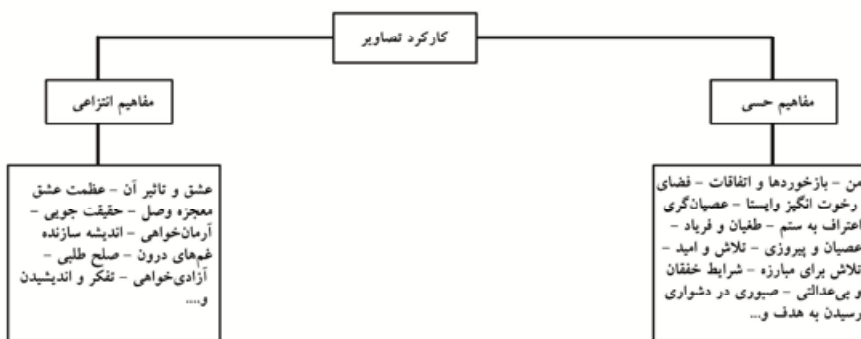 کارکرد تصاویر
مفاهیم حسی
مفاهیم انتزاعی
من - بازخوردها و اتفاقات - فضای
رخوت انگیز وایستا - عصیان‌گری
اعتراف به ستم - طغیان و فریاد -
عصیان و پیروزی - تلاش و امید -
تلاش برای مبارزه - شرایط خفقان
و بی‌عدالتی - صبوری در دشواری
رسیدن به هدف و...
عشق و تاثیر آن - عظمت عشق
معجزه وصل - حقیقت جویی -
آرمان‌خواهی - اندیشه سازنده
غم‌های درون - صلح طلبی -
آزادی‌خواهی - تفکر و اندیشیدن
و....